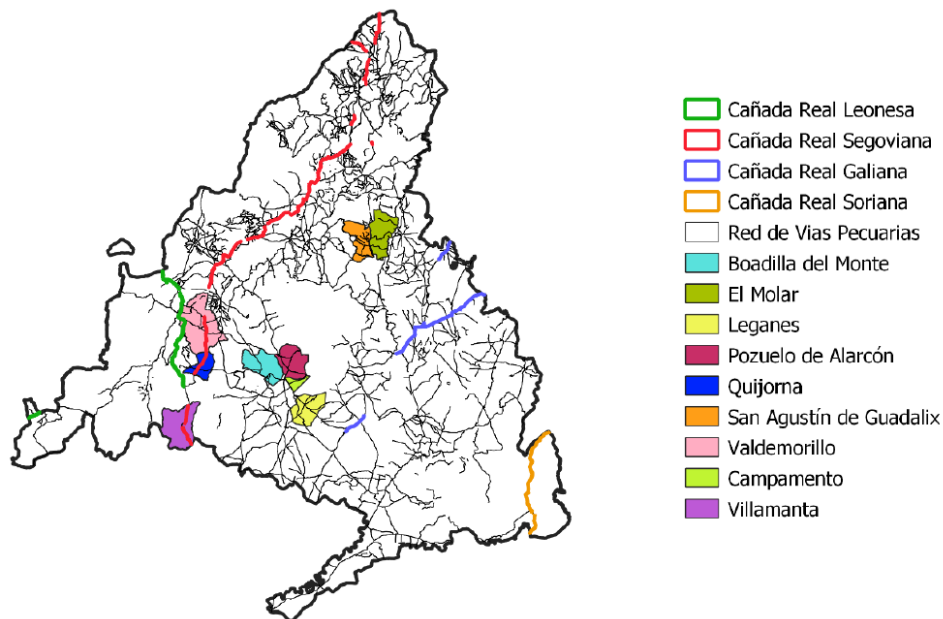 Cañada Real Leonesa
Cañada Real Segoviana
Cañada Real Galiana
Cañada Real Soriana
Red de Vias Pecuarias
Boadilla del Monte
El Molar
Leganes
Pozuelo de Alarcón
Quijorna
San Agustín de Guadalix
Valdemorillo
Campamento
Villamanta